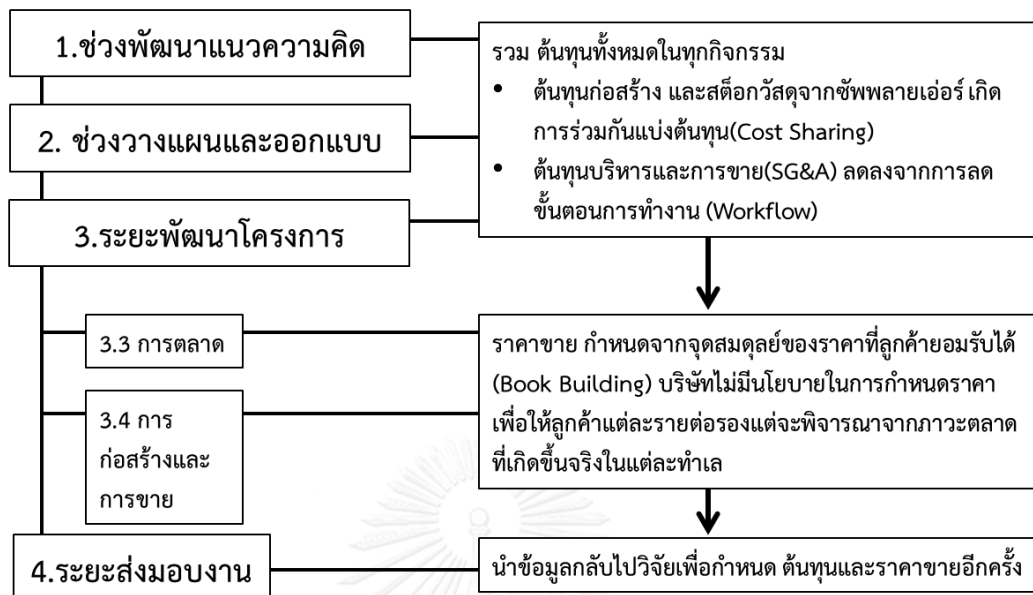 1.ช่วงพัฒนาแนวความคิด
2. ช่วงวางแผนและออกแบบ
3.ระยะพัฒนาโครงการ
รวม ต้นทุนทั้งหมดในทุกกิจกรรม
• ต้นทุนก่อสร้าง และสต็อกวัสดุจากซัพพลายเอ่อร์ เกิด
การร่วมกันแบ่งต้นทุน(Cost Sharing)
• ต้นทุนบริหารและการขาย(SG&A) ลดลงจากการลด
ขั้นตอนการทำงาน (Workflow)
3.3 การตลาด
3.4 การ
ก่อสร้างและ
การขาย
ราคาขาย กำหนดจากจุดสมดุลย์ของราคาที่ลูกค้ายอมรับได้
(Book Building) บริษัทไม่มีนโยบายในการกำหนดราคา
เพื่อให้ลูกค้าแต่ละรายต่อรองแต่จะพิจารณาจากภาวะตลาด
ที่เกิดขึ้นจริงในแต่ละทำเล
4.ระยะส่งมอบงาน
นำข้อมูลกลับไปวิจัยเพื่อกำหนด ต้นทุนและราคาขายอีกครั้ง